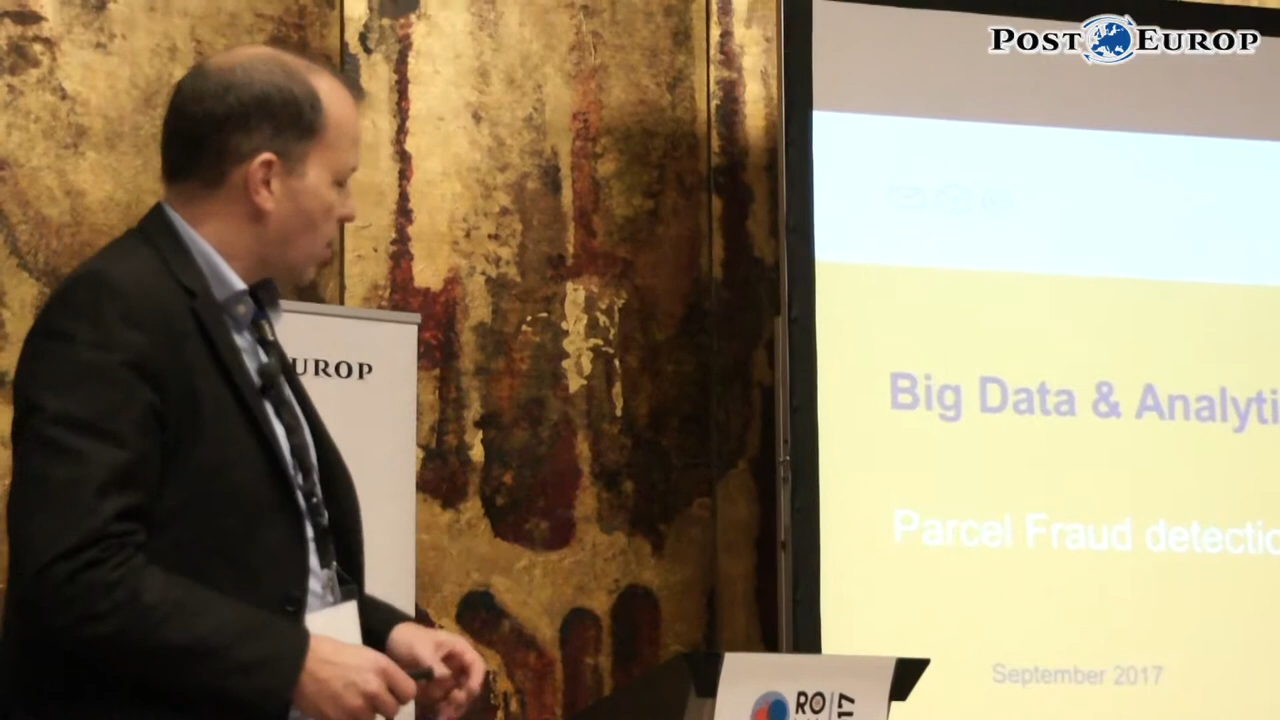 POST EUROP
UROP
Big Data & Analyti
Parcel Fraud detectio
September 2017
RO
17